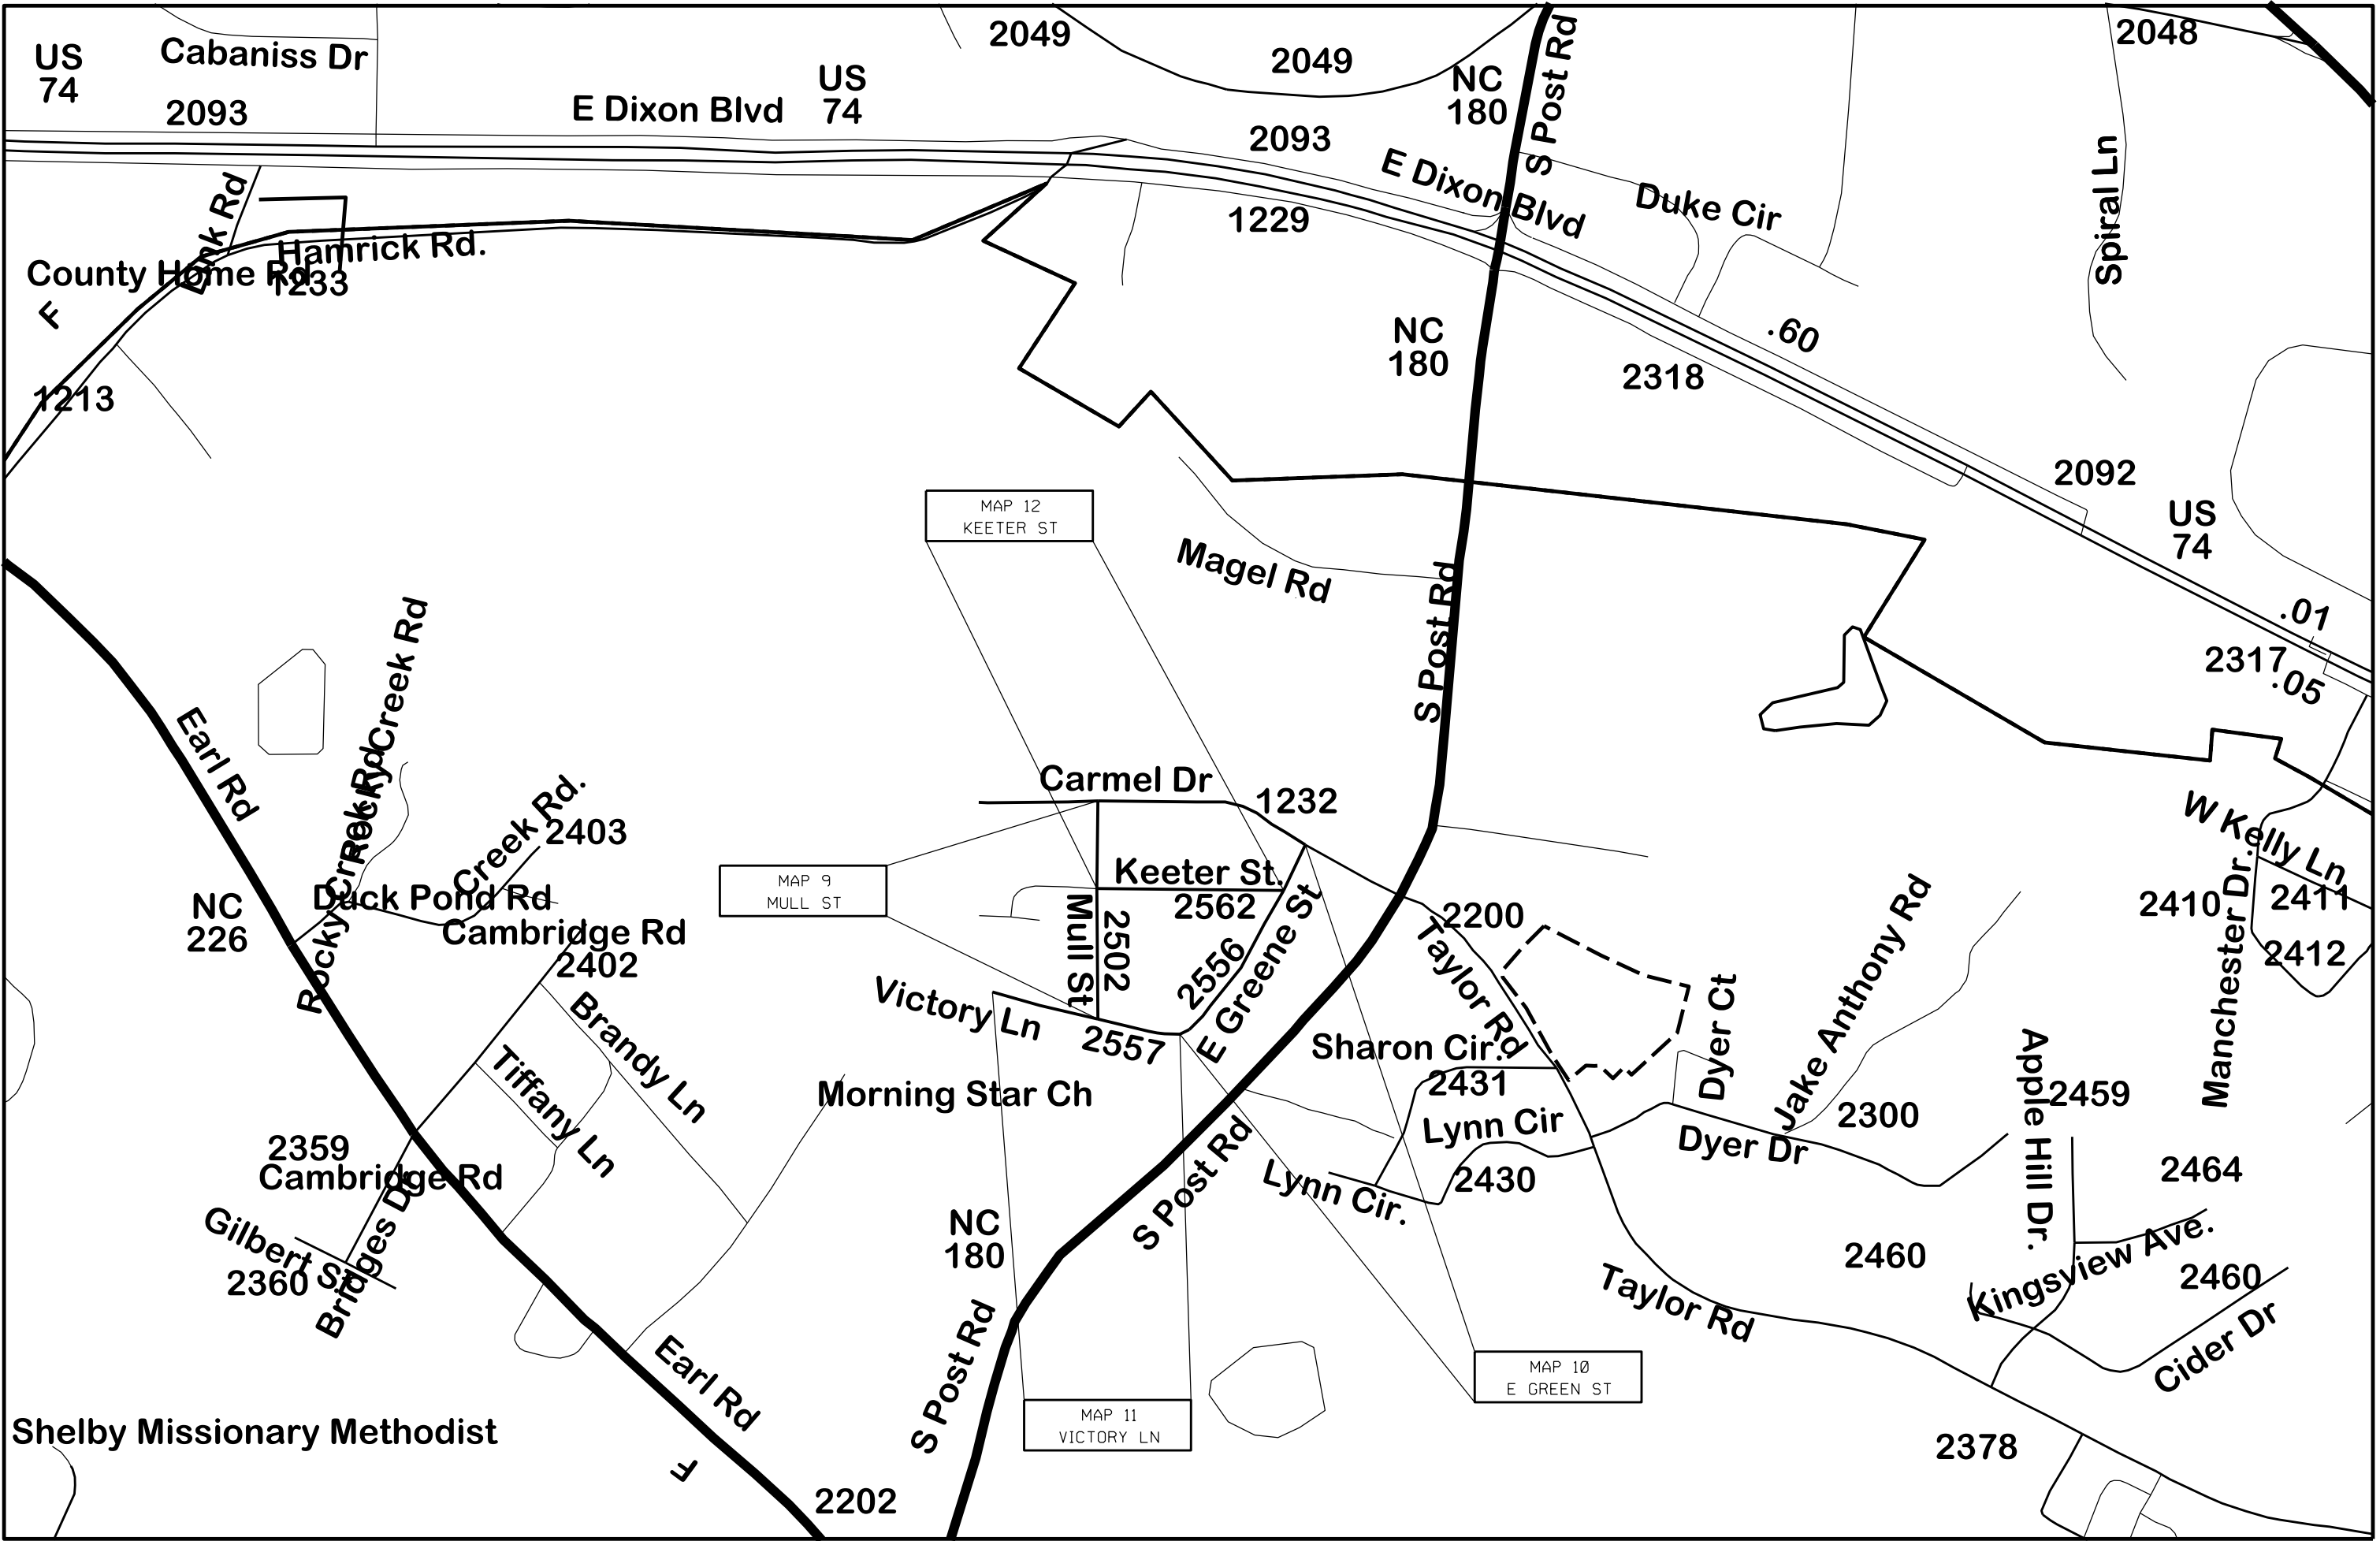 US
74
Cabaniss Dr
2093
E Dixon Blvd
US
74
2049
2049
NC
180
S Post Rd
2048
2093
E Dixon Blvd
1229
Duke Cir
Spiral Ln
Hamrick Rd.
County Home Rd
1233
F
1213
NC
180
.60
2318
2092
US
74
MAP 12
KEETER ST
Magel Rd
S Post Rd
.01
2317
.05
Earl Rd
Rocky Creek Rd
Creek Rd.
2403
Carmel Dr
1232
W Kelly Ln
Duck Pond Rd
MAP 9
MULL ST
Keeter St.
2562
NC
226
Rocky Creek Rd
Cambridge Rd
2402
Mull St
2502
2556
E Greene St
2200
Taylor Rd
Jake Anthony Rd
2410
2411
2412
Manchester Dr.
Victory Ln
2557
Brandy Ln
Tiffany Ln
Morning Star Ch
Sharon Cir.
2431
Dyer Ct
Apple Hill Dr.
2459
2300
Lynn Cir
Dyer Dr
2359
Cambridge Rd
Lynn Cir.
2430
S Post Rd
2464
Gilbert St
2360
Bridges Dr
NC
180
2460
Kingsview Ave.
2460
Taylor Rd
Cider Dr
S Post Rd
MAP 10
E GREEN ST
Earl Rd
MAP 11
VICTORY LN
Shelby Missionary Methodist
F
2378
2202